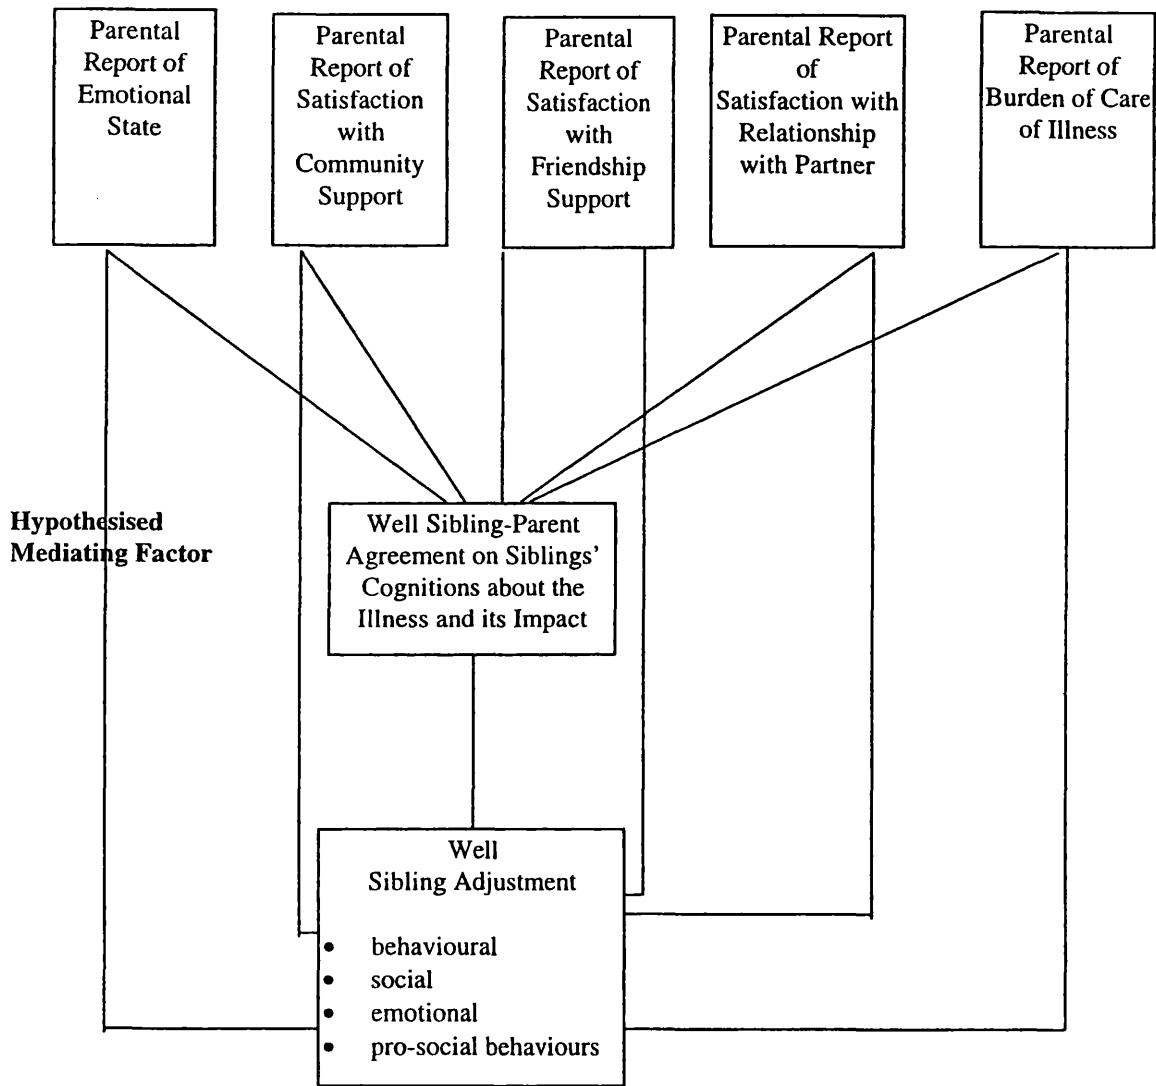 Parental
Report of
Emotional
State
Parental
Report of
Satisfaction
with
Community
Support
Parental
Report of
Satisfaction
with
Friendship
Support
Parental Report
of
Satisfaction with
Relationship
with Partner
Parental
Report of
Burden of Care
of Illness
Hypothesised
Mediating Factor
Well Sibling-Parent
Agreement on Siblings'
Cognitions about the
Illness and its Impact
Well
Sibling Adjustment
• behavioural
• social
• emotional
• pro-social behaviours